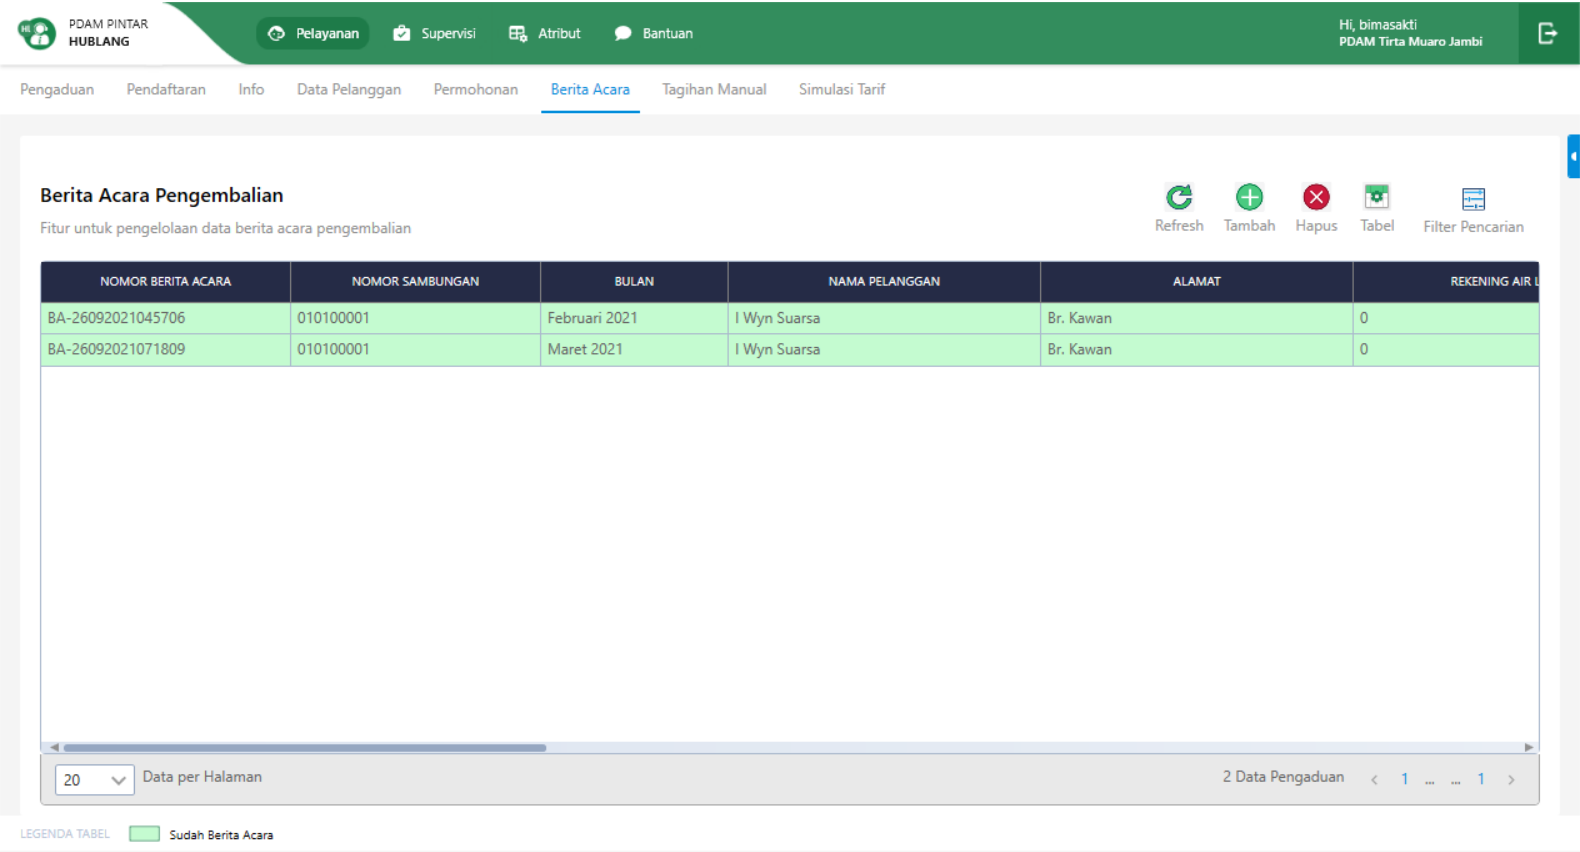 PDAM PINTAR
HUBLANG
Pelayanan Supervisi Atribut Bantuan
Hi, bimasakti
PDAM Tirta Muaro Jambi
Pengaduan Pendaftaran Info Data Pelanggan Permohonan Berita Acara Tagihan Manual Simulasi Tarif
Berita Acara Pengembalian
Fitur untuk pengelolaan data berita acara pengembalian
Refresh Tambah Hapus Tabel Filter Pencarian
NOMOR BERITA ACARA NOMOR SAMBUNGAN BULAN NAMA PELANGGAN ALAMAT REKENING AIR L
BA-26092021045706 010100001 Februari 2021 I Wyn Suarsa Br. Kawan 0
BA-26092021071809 010100001 Maret 2021 I Wyn Suarsa Br. Kawan 0
20 Data per Halaman 2 Data Pengaduan < 1 ... ... 1 >
LEGENDA TABEL Sudah Berita Acara